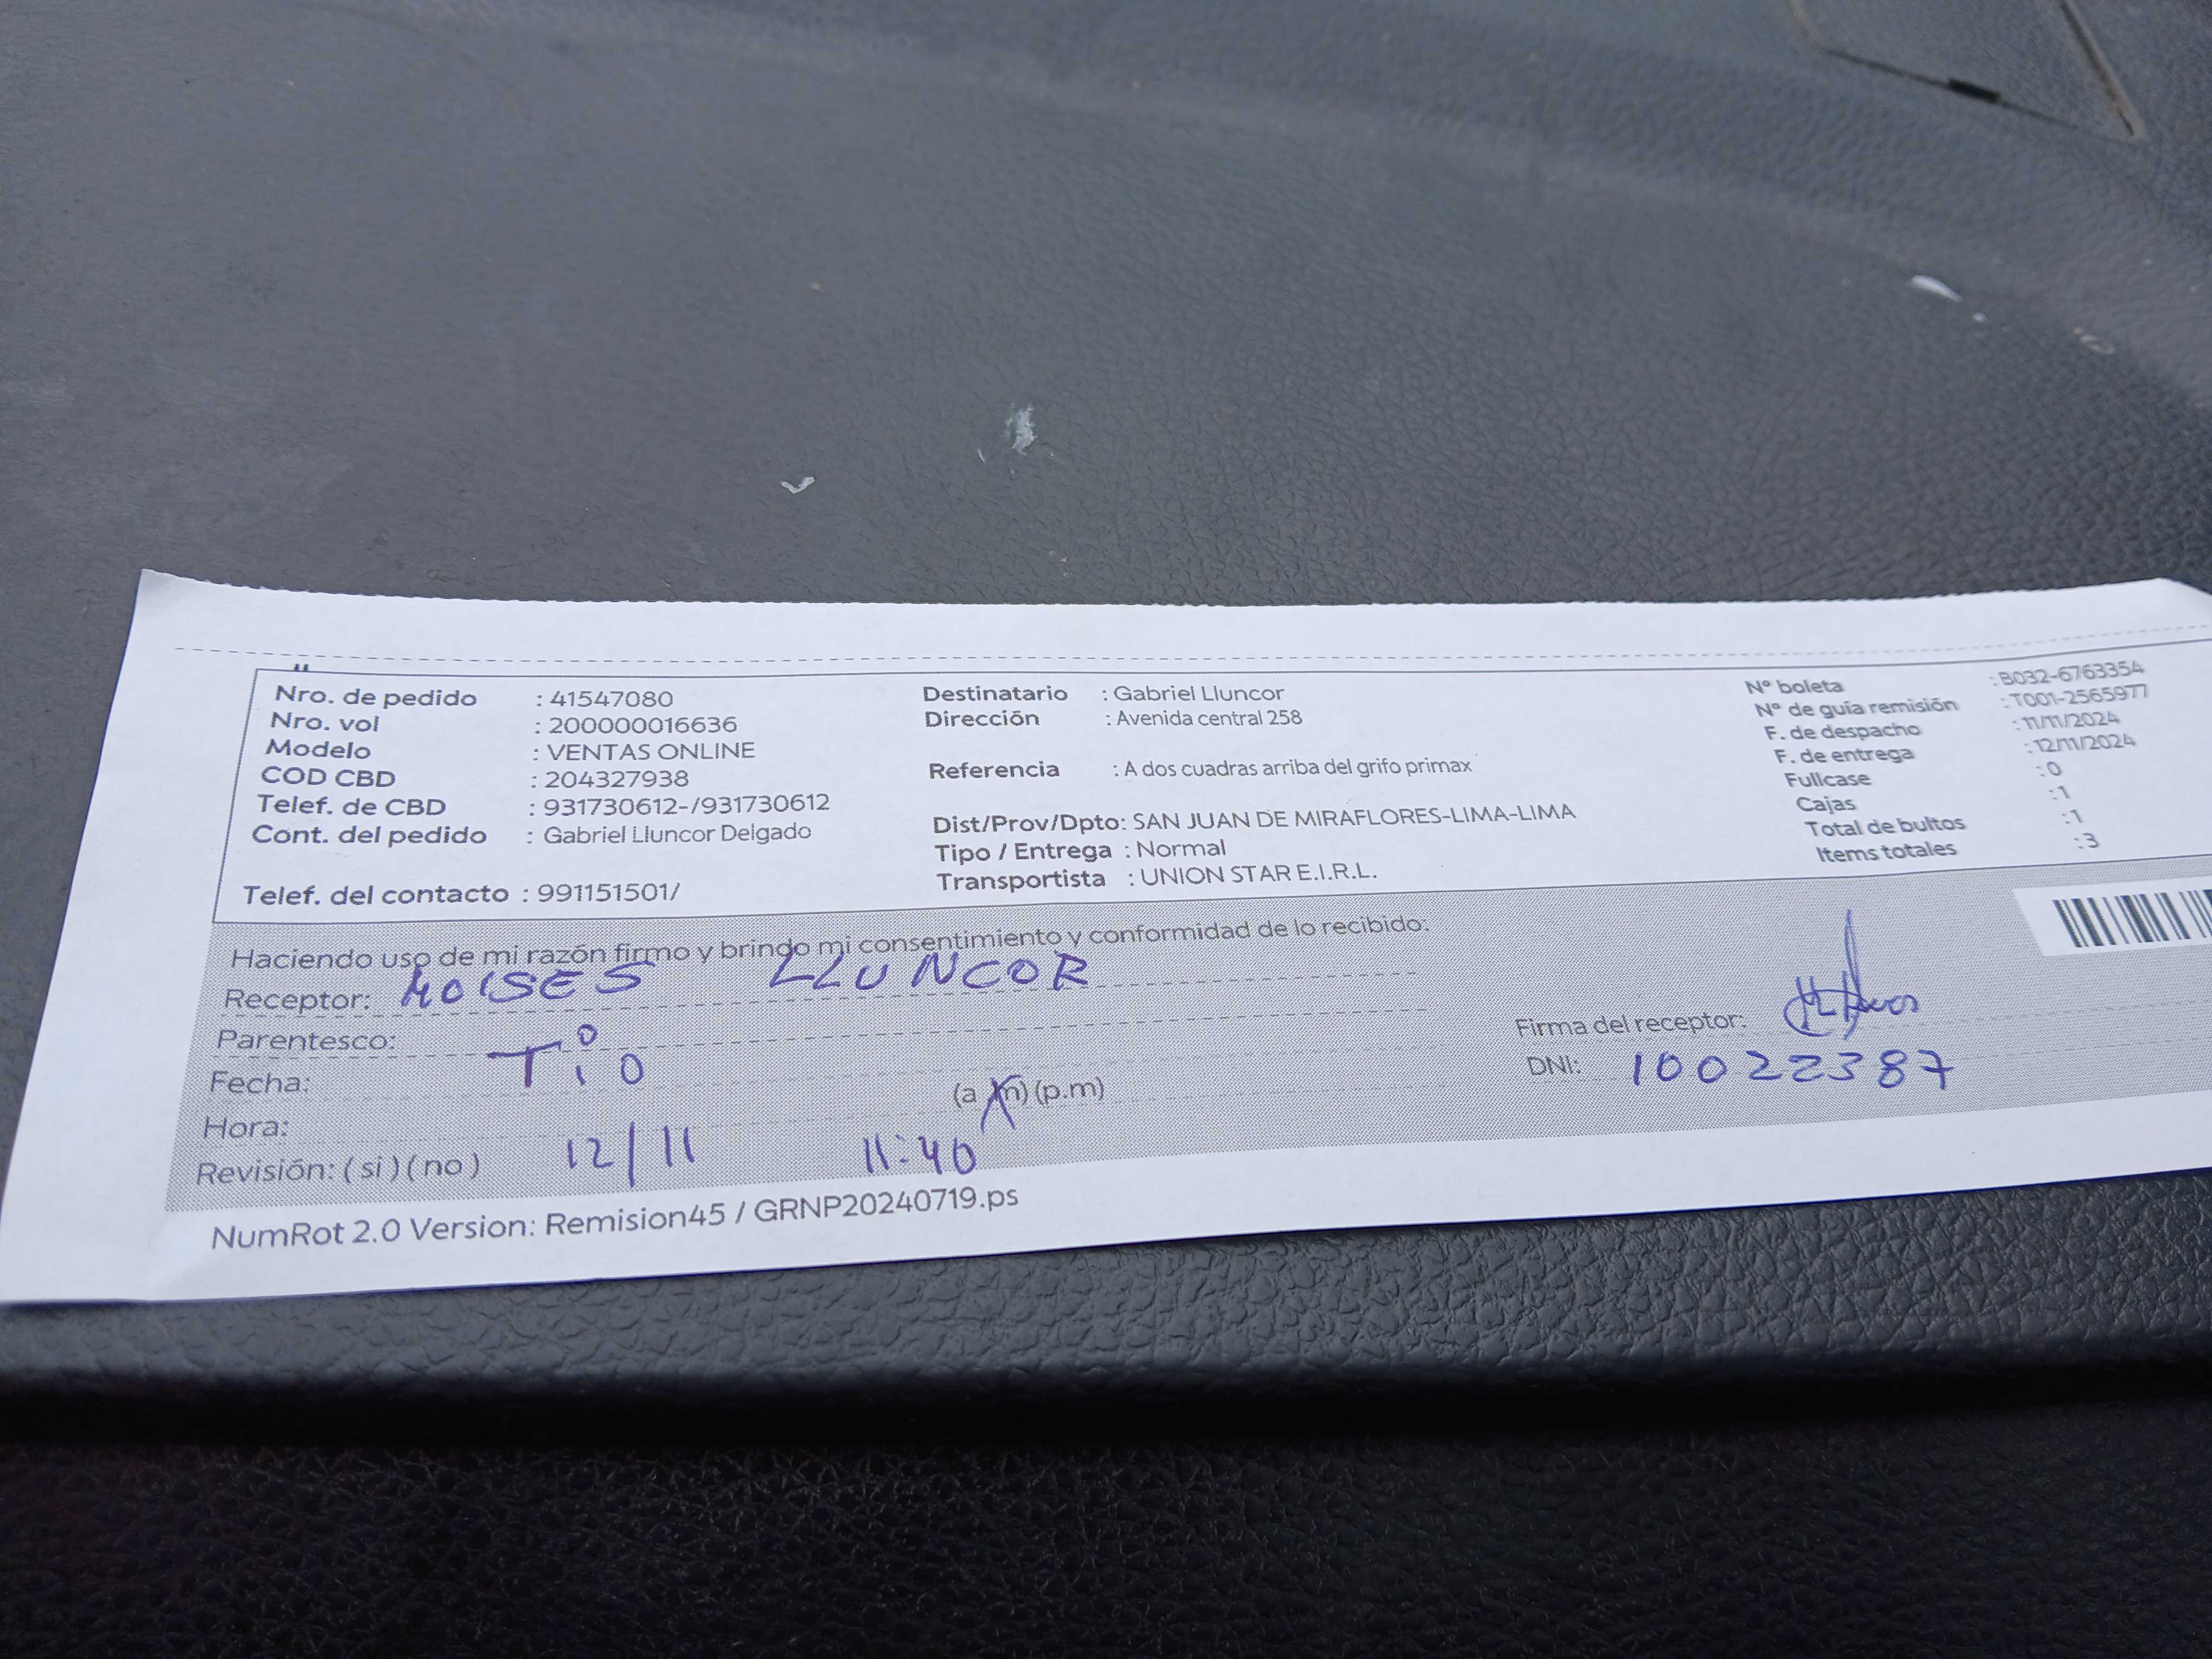 Nro. de pedido : 41547080
Nro. vol : 200000016636
Modelo : VENTAS ONLINE
COD CBD : 204327938
Telef. de CBD : 931730612-/931730612
Cont. del pedido : Gabriel Lluncor Delgado
Telef. del contacto : 991151501/
Destinatario : Gabriel Lluncor
Dirección : Avenida central 258
Referencia : A dos cuadras arriba del grifo primax
Dist/Prov/Dpto: SAN JUAN DE MIRAFLORES-LIMA-LIMA
Tipo / Entrega : Normal
Transportista : UNION STAR E.I.R.L.
N° boleta : B032-6763354
N° de guía remisión : T001-2565977
F. de despacho : 11/11/2024
F. de entrega : 12/11/2024
Fullcase : 0
Cajas : 1
Total de bultos : 1
Items totales : 3
Haciendo uso de mi razón firmo y brindo mi consentimiento y conformidad de lo recibido:
Receptor: MOISES LLUNCOR
Parentesco: Tio
Fecha:
Hora: (a.m) (p.m)
Revisión: ( si ) ( no ) 12/11 11:40
Firma del receptor:
DNI: 10022387
NumRot 2.0 Version: Remision45 / GRNP20240719.ps